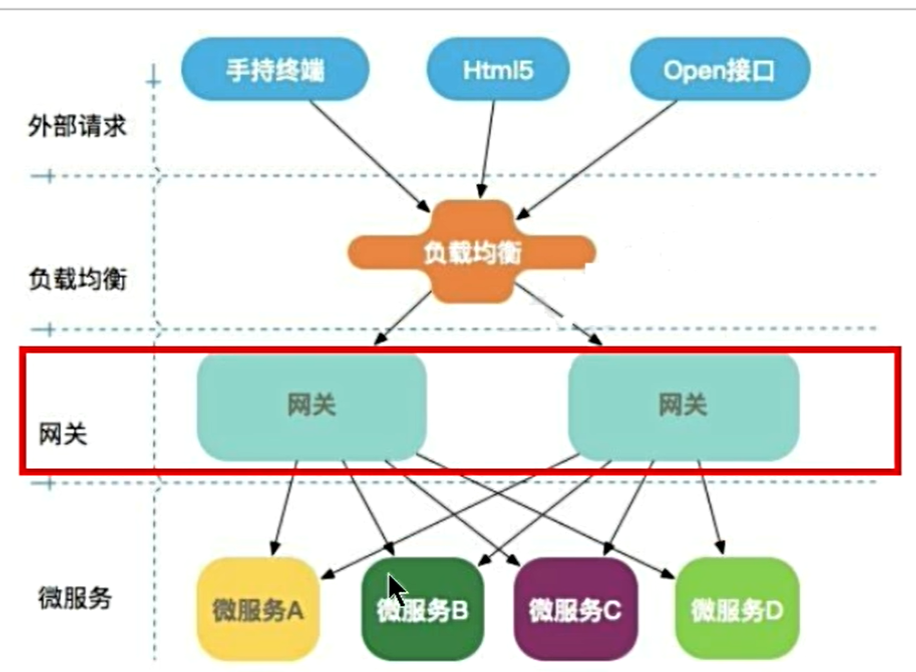 手持终端
Html5
Open接口
外部请求
负载均衡
负载均衡
网关
网关
网关
微服务
微服务A
微服务B
微服务C
微服务D